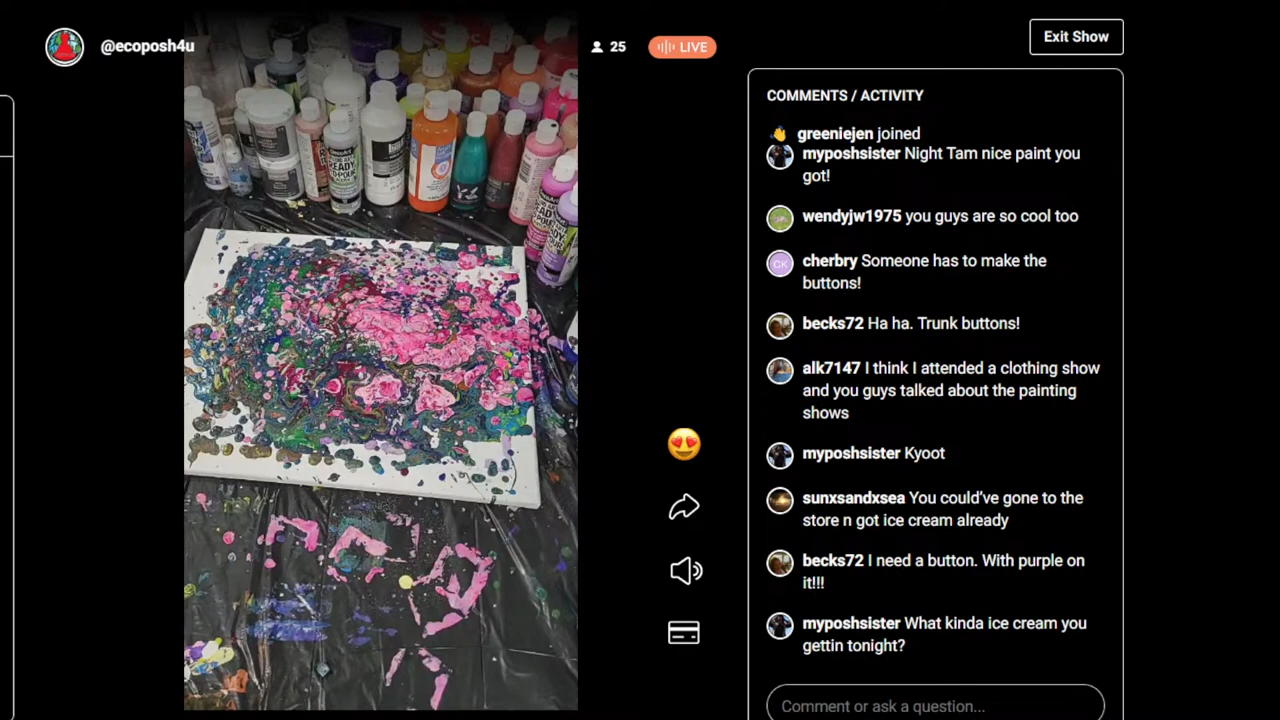 @ecoposh4u
25
LIVE
Exit Show
COMMENTS / ACTIVITY
greeniejen joined
myposhsister Night Tam nice paint you
got!
wendyjw1975 you guys are so cool too
CK
cherbry Someone has to make the
buttons!
becks72 Ha ha. Trunk buttons!
alk7147 I think I attended a clothing show
and you guys talked about the painting
shows
myposhsister Kyoot
sunxsandxsea You could've gone to the
store n got ice cream already
becks72 I need a button. With purple on
it!!!
myposhsister What kinda ice cream you
gettin tonight?
Comment or ask a question...
READY